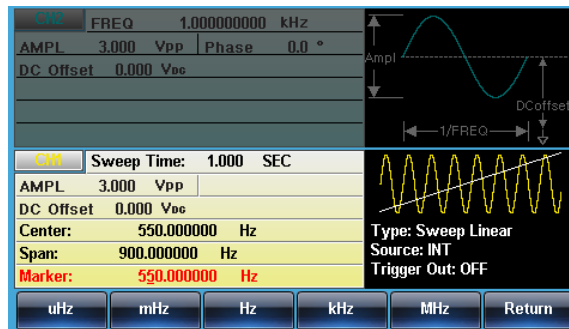 CH2 FREQ 1.000000000 kHz
AMPL 3.000 Vpp Phase 0.0 °
DC Offset 0.000 VDC
Ampl
DCoffset
1/FREQ
CH1 Sweep Time: 1.000 SEC
AMPL 3.000 Vpp
DC Offset 0.000 VDC
Center: 550.000000 Hz
Span: 900.000000 Hz
Marker: 550.000000 Hz
Type: Sweep Linear
Source: INT
Trigger Out: OFF
uHz mHz Hz kHz MHz Return